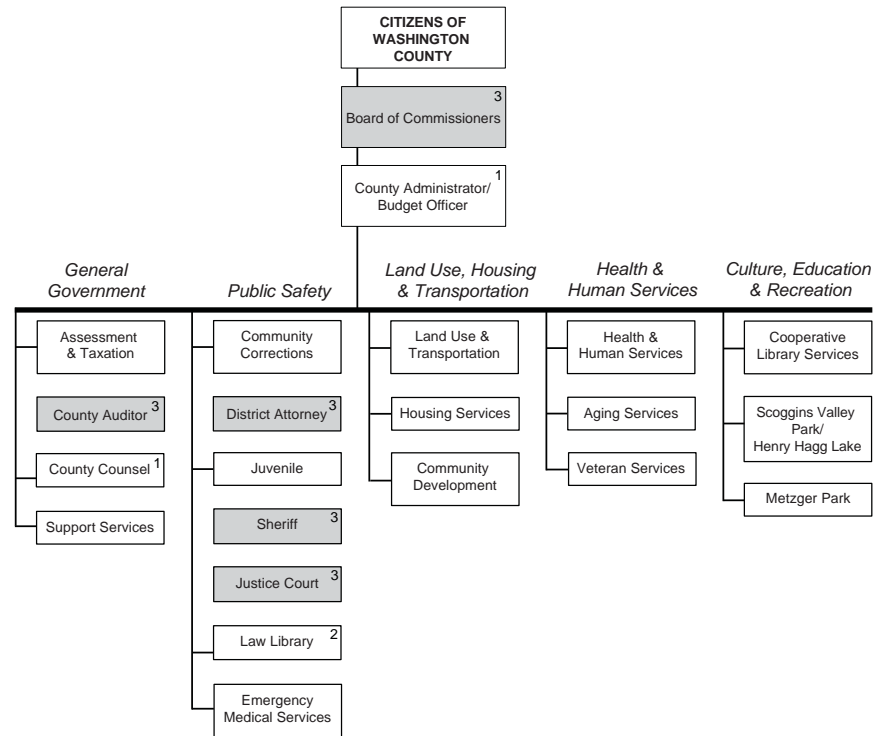 CITIZENS OF
WASHINGTON
COUNTY
3
Board of Commissioners
1
County Administrator/
Budget Officer
General
Government
Public Safety
Land Use, Housing
& Transportation
Health &
Human Services
Culture, Education
& Recreation
Assessment
& Taxation
County Auditor 3
County Counsel 1
Support Services
Community
Corrections
District Attorney 3
Juvenile
Sheriff 3
Justice Court 3
Law Library 2
Emergency
Medical Services
Land Use &
Transportation
Housing Services
Community
Development
Health &
Human Services
Aging Services
Veteran Services
Cooperative
Library Services
Scoggins Valley
Park/
Henry Hagg Lake
Metzger Park